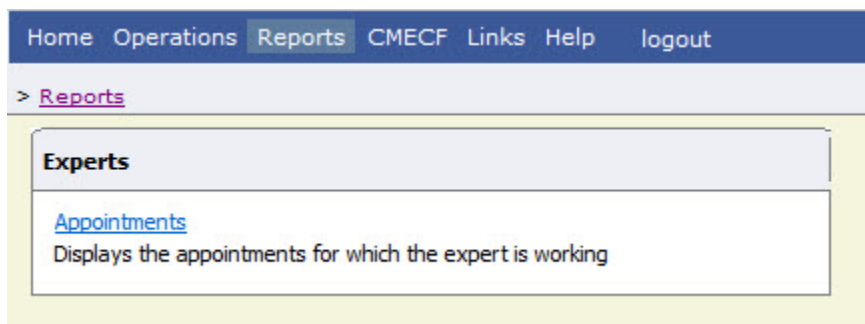 Home Operations Reports CMECF Links Help logout
> Reports
Experts
Appointments
Displays the appointments for which the expert is working